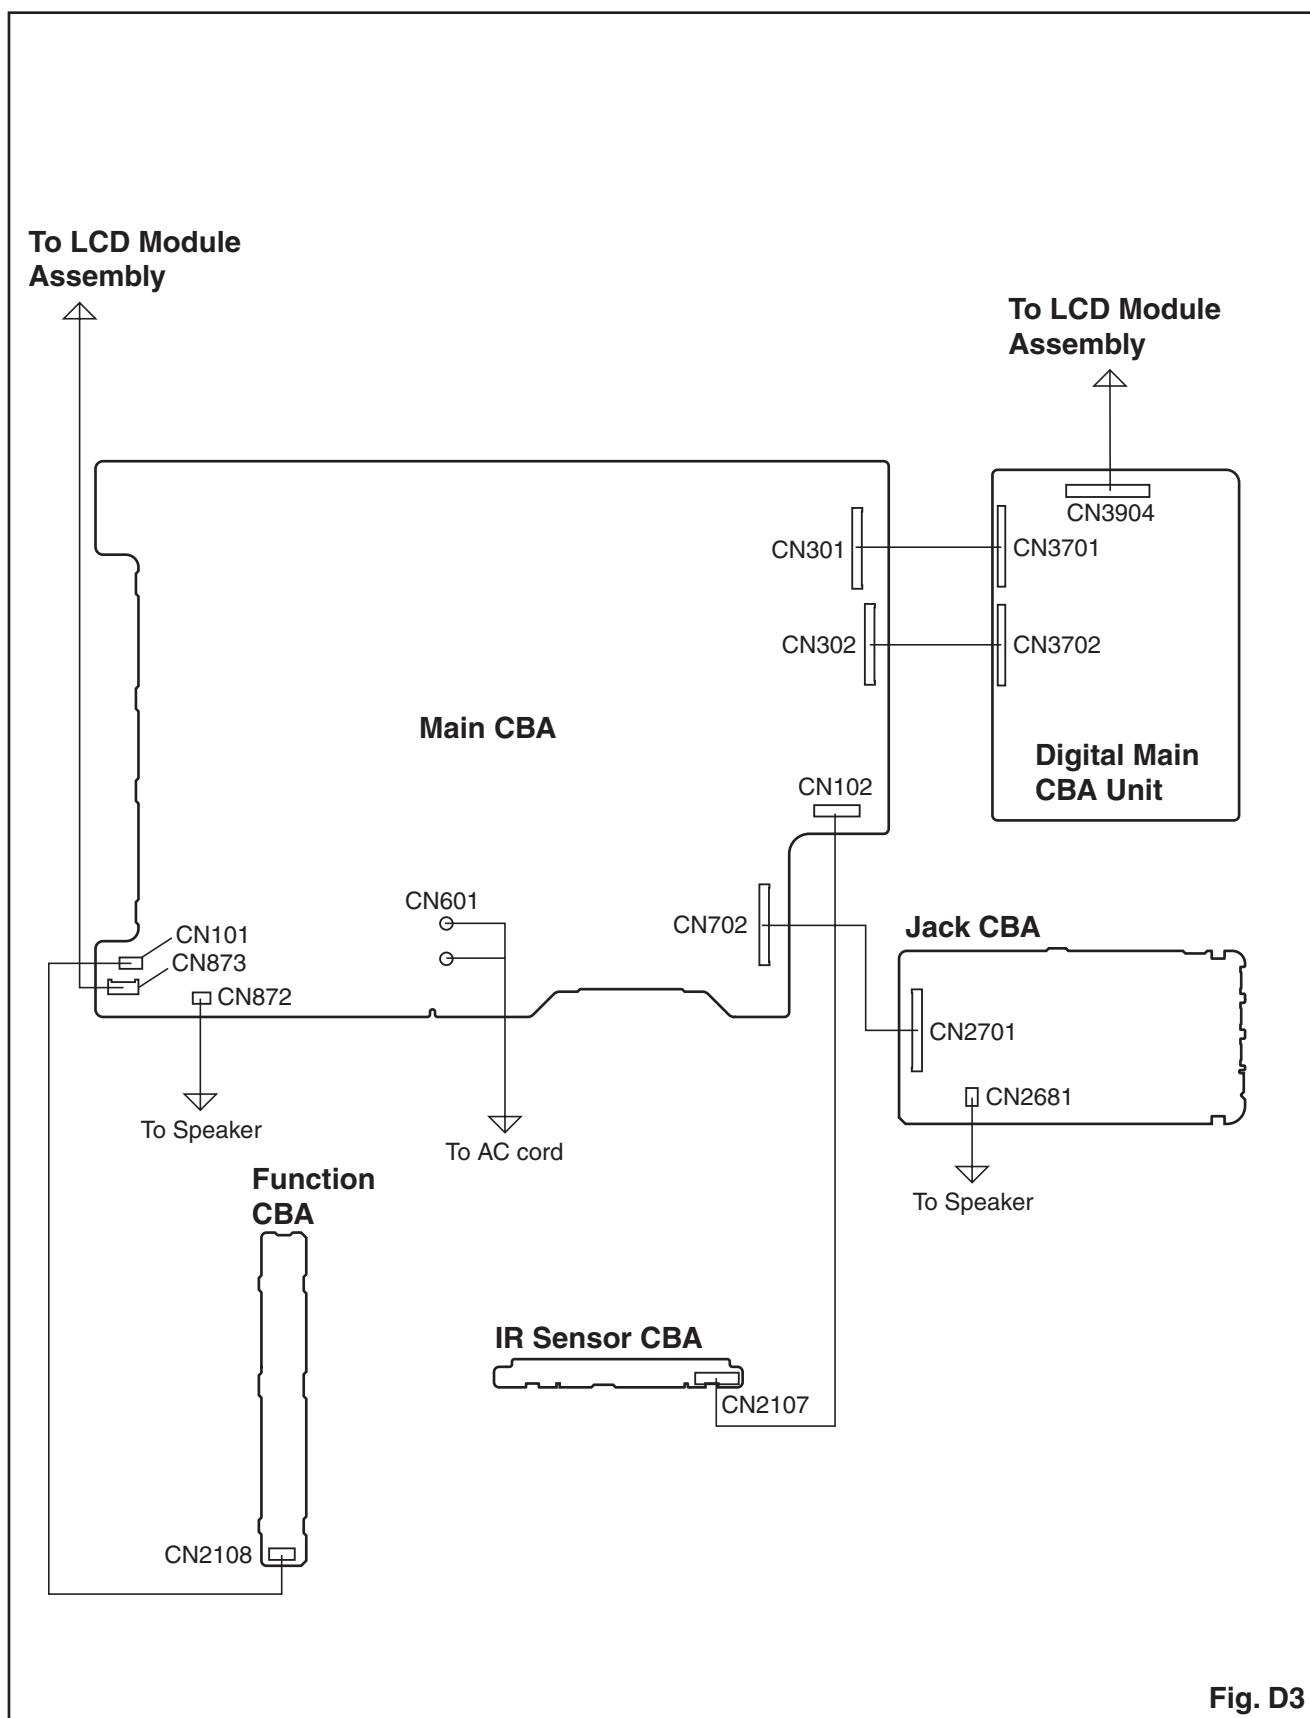 To LCD Module
Assembly
To LCD Module
Assembly
CN3904
CN301
CN3701
CN302
CN3702
Main CBA
Digital Main
CBA Unit
CN102
CN601
CN702
Jack CBA
CN101
CN873
CN872
CN2701
CN2681
To Speaker
To AC cord
To Speaker
Function
CBA
IR Sensor CBA
CN2107
CN2108
Fig. D3